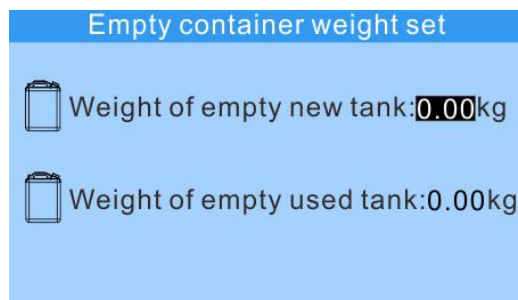 Empty container weight set
Weight of empty new tank:0.00kg
Weight of empty used tank:0.00kg